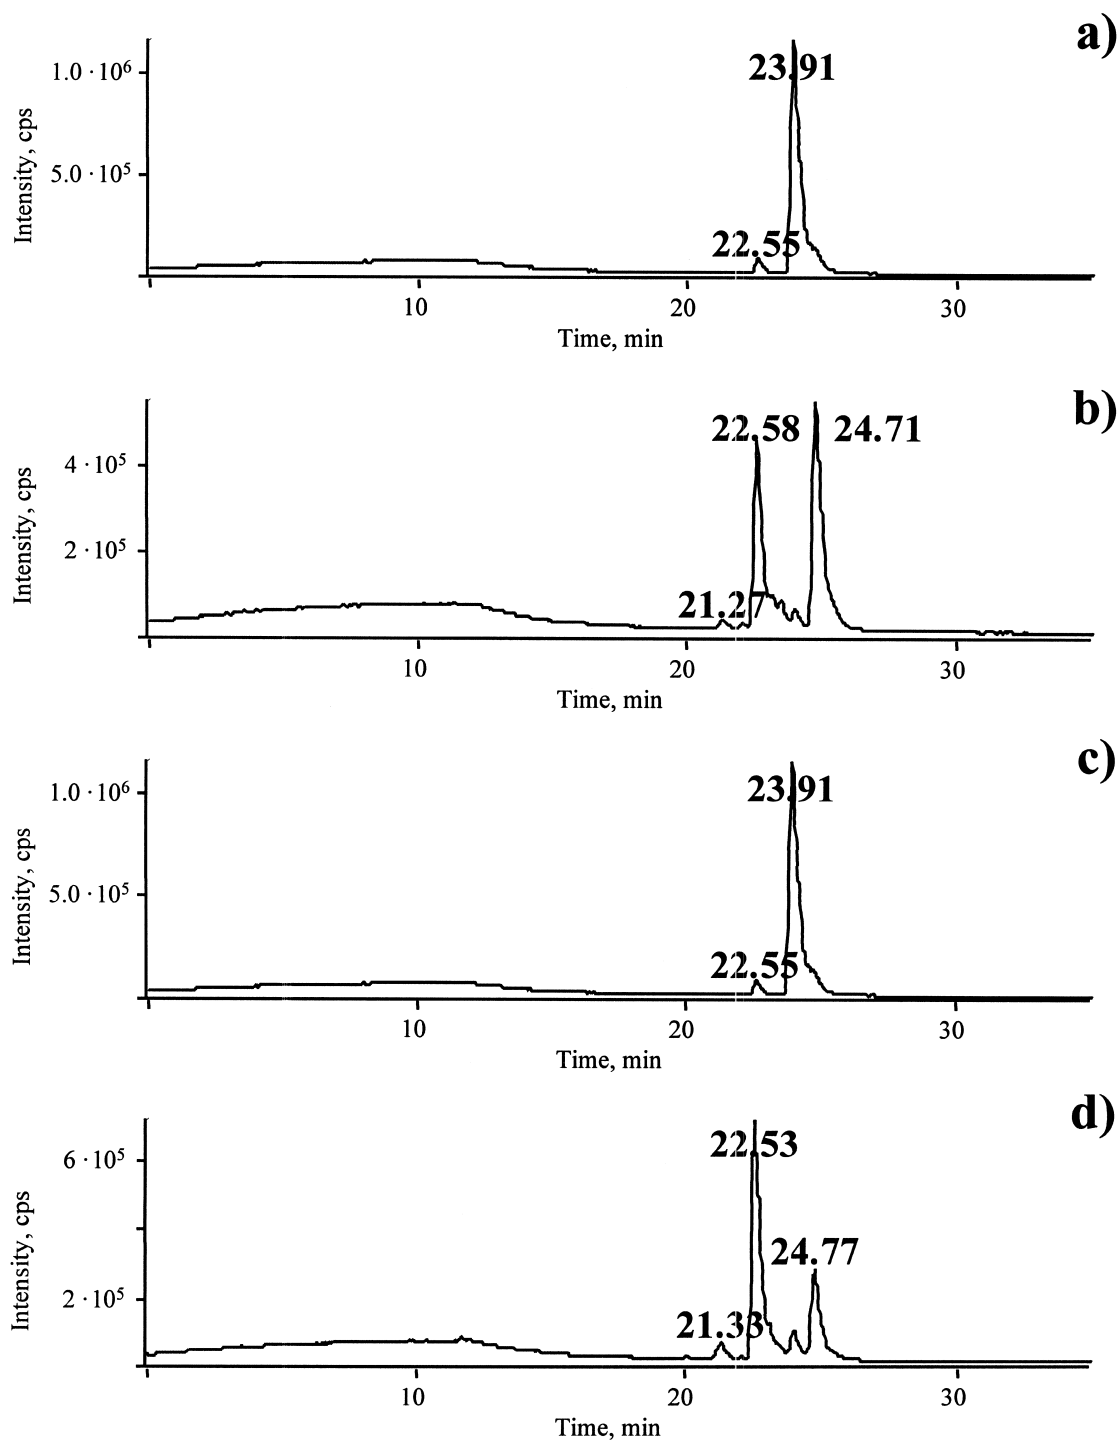 a)
23.91
1.0 · 10⁶
Intensity, cps
5.0 · 10⁵
22.55
10 20 30
Time, min
b)
22.58 24.71
4 · 10⁵
Intensity, cps
2 · 10⁵
21.27
10 20 30
Time, min
c)
23.91
1.0 · 10⁶
Intensity, cps
5.0 · 10⁵
22.55
10 20 30
Time, min
d)
22.53
6 · 10⁵
Intensity, cps
24.77
2 · 10⁵
21.33
10 20 30
Time, min